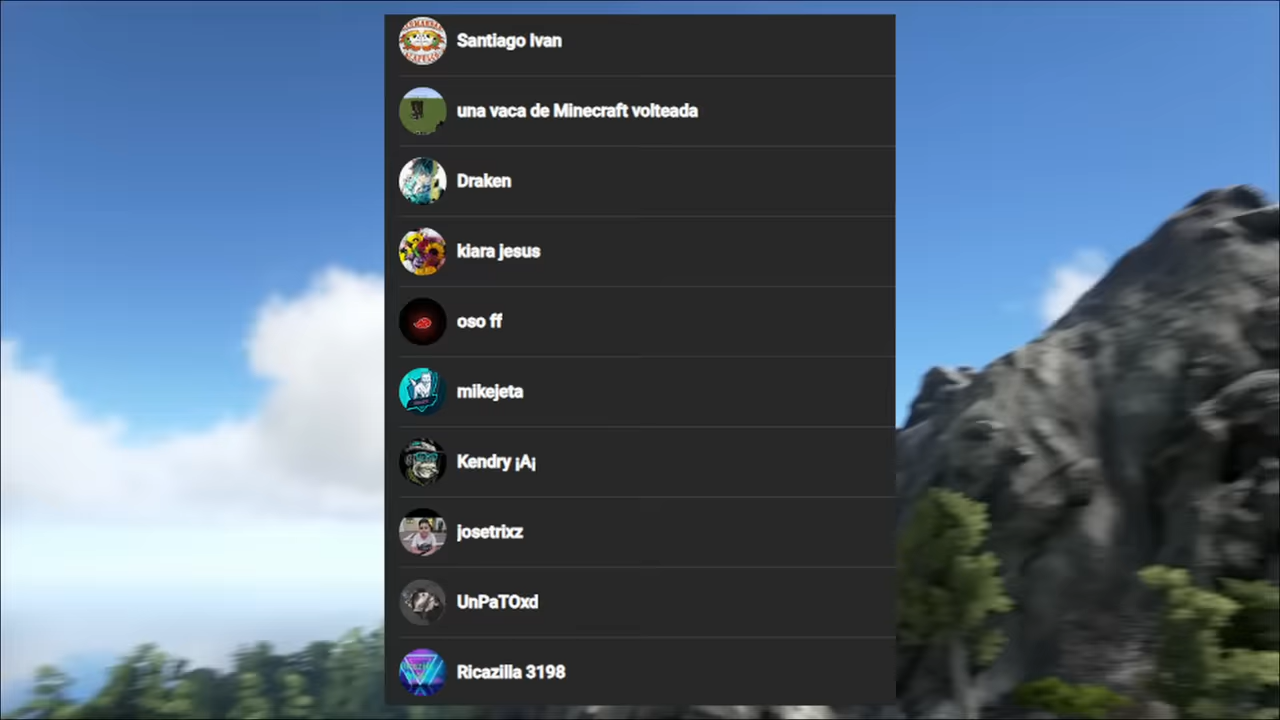 Santiago Ivan
una vaca de Minecraft volteada
Draken
kiara jesus
oso ff
mikejeta
Kendry ¡A¡
josetrixz
UnPaTOxd
Ricazilla 3198